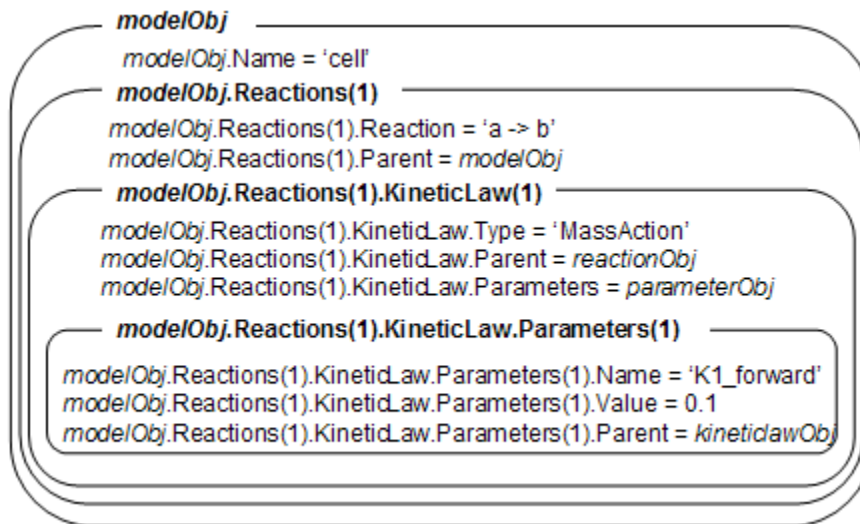 modelObj
modelObj.Name = ‘cell’
modelObj.Reactions(1)
modelObj.Reactions(1).Reaction = ‘a -> b’
modelObj.Reactions(1).Parent = modelObj
modelObj.Reactions(1).KineticLaw(1)
modelObj.Reactions(1).KineticLaw.Type = ‘MassAction’
modelObj.Reactions(1).KineticLaw.Parent = reactionObj
modelObj.Reactions(1).KineticLaw.Parameters = parameterObj
modelObj.Reactions(1).KineticLaw.Parameters(1)
modelObj.Reactions(1).KineticLaw.Parameters(1).Name = ‘K1_forward’
modelObj.Reactions(1).KineticLaw.Parameters(1).Value = 0.1
modelObj.Reactions(1).KineticLaw.Parameters(1).Parent = kineticlawObj